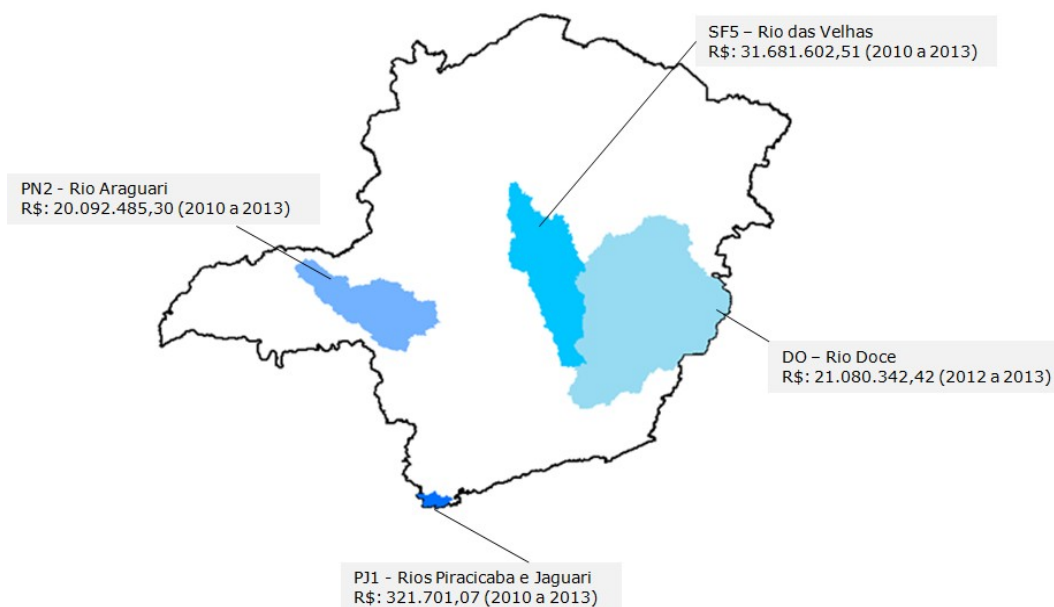 SF5 – Rio das Velhas
R$: 31.681.602,51 (2010 a 2013)
PN2 - Rio Araguari
R$: 20.092.485,30 (2010 a 2013)
DO – Rio Doce
R$: 21.080.342,42 (2012 a 2013)
PJ1 - Rios Piracicaba e Jaguari
R$: 321.701,07 (2010 a 2013)